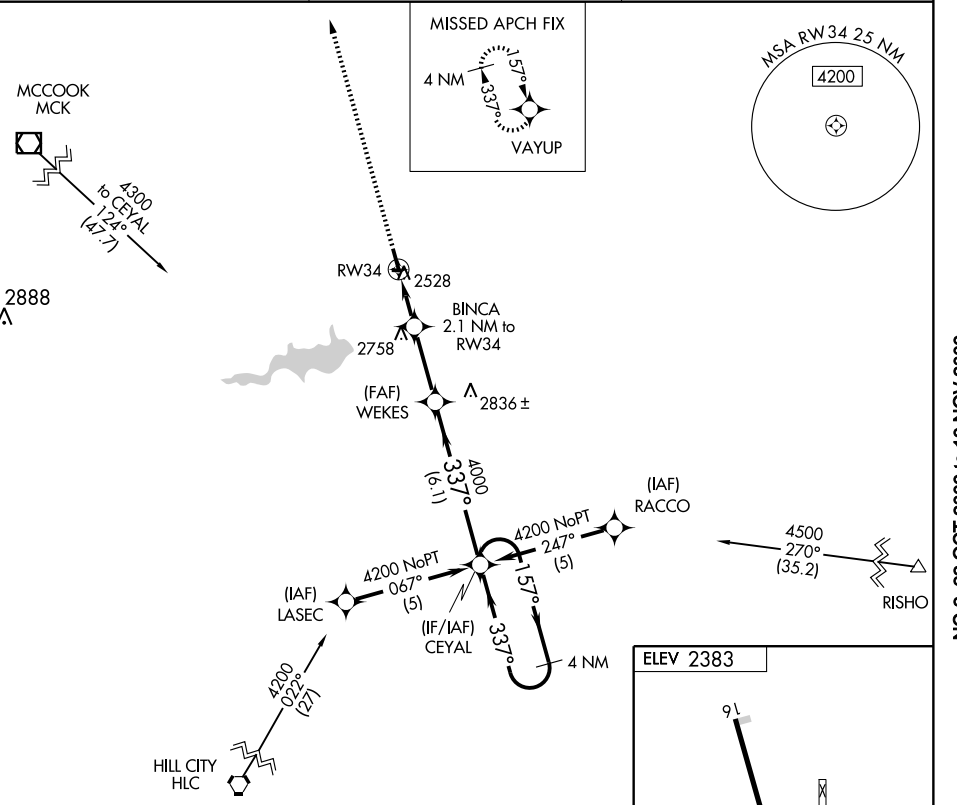 MISSED APCH FIX
4 NM
157°
337°
VAYUP
MSA RW34 25 NM
4200
MCCOOK
MCK
4300
to CEYAL
124°
(47.7)
2888
RW34
2528
BINCA
2.1 NM to
RW34
2758
(FAF)
WEKES
2836 ±
4000
337°
(6.1)
(IAF)
RACCO
4200 NoPT
247°
(5)
4500
270°
(35.2)
RISHO
(IAF)
LASEC
4200 NoPT
067°
(5)
(IF/IAF)
CEYAL
157°
337°
4 NM
4200
022°
(27)
HILL CITY
HLC
ELEV 2383
16